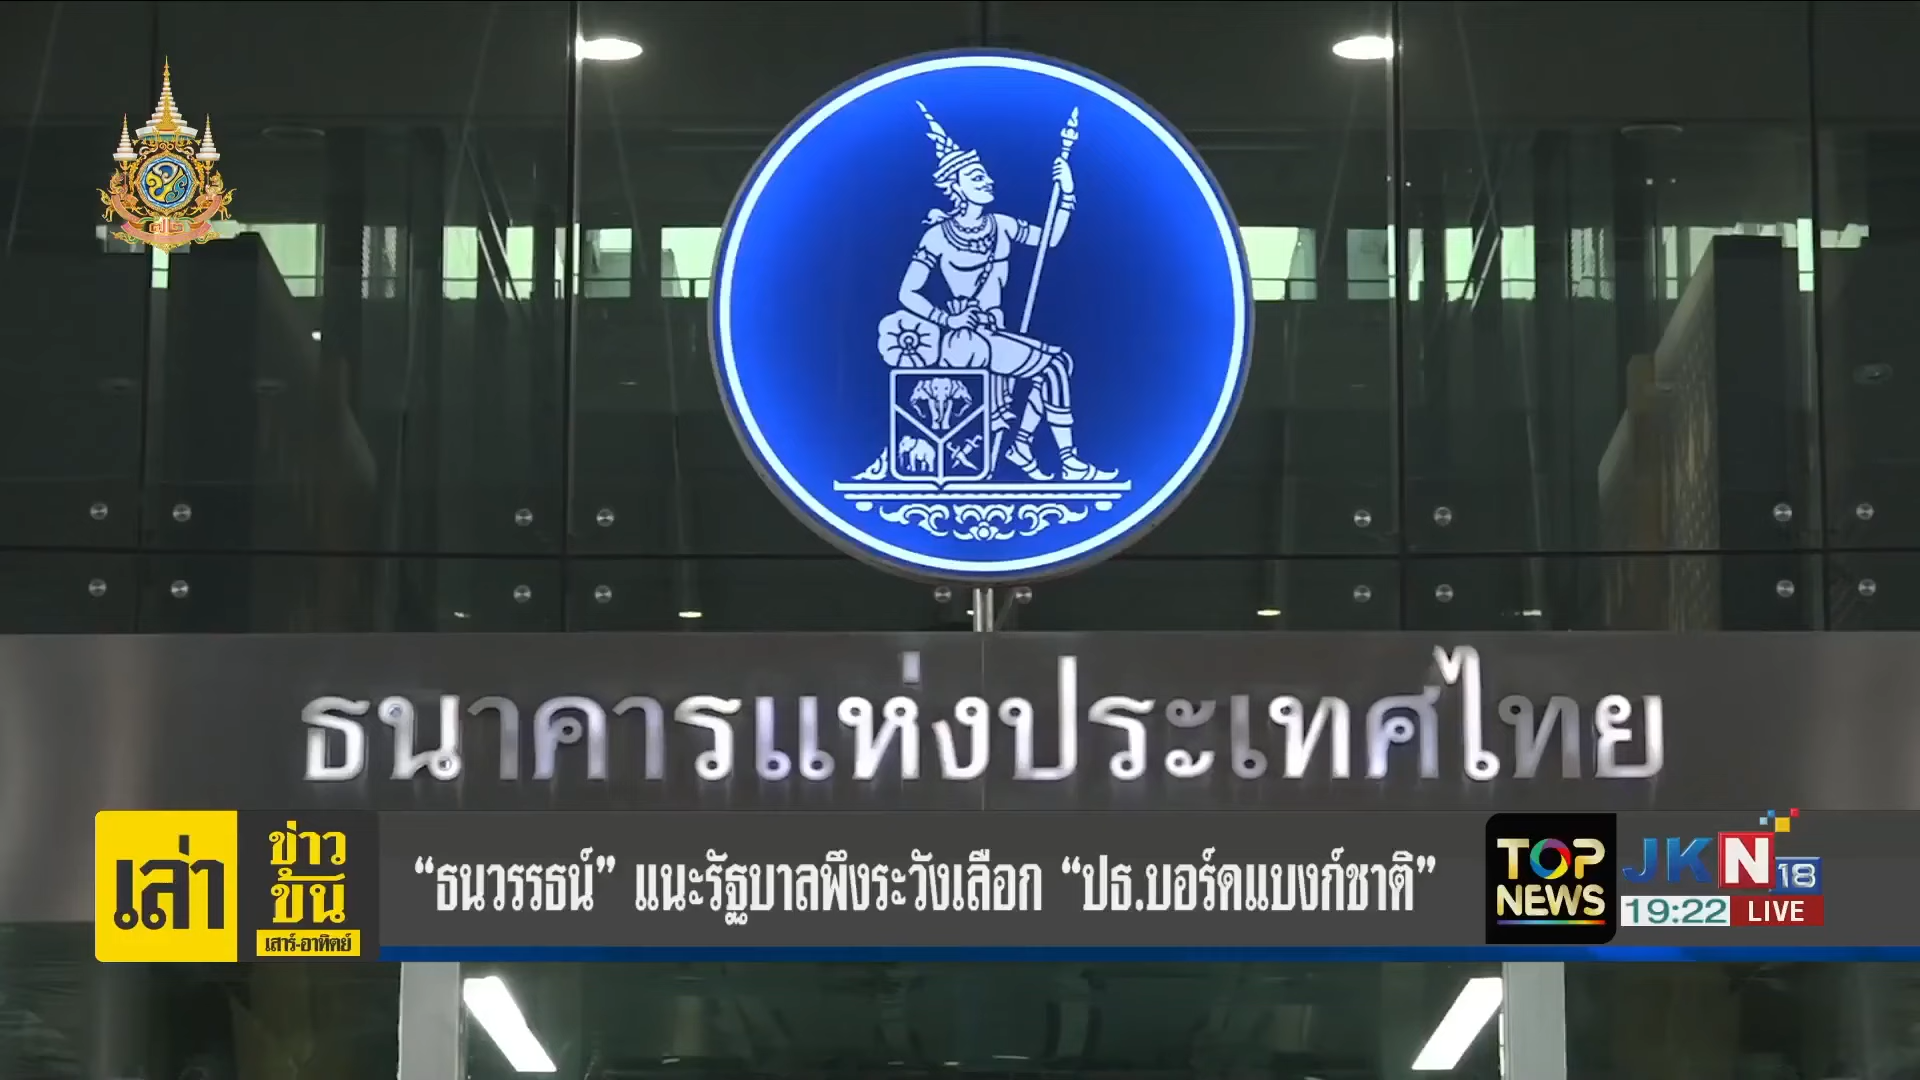 ธนาคารแห่งประเทศไทย
เล่า
ข่าว
ข้น
เสาร์-อาทิตย์
“ธนวรรธน์” แนะรัฐบาลพึงระวังเลือก “ปธ.บอร์ดแบงก์ชาติ”
TOP
NEWS
JKN
18
19:22 LIVE